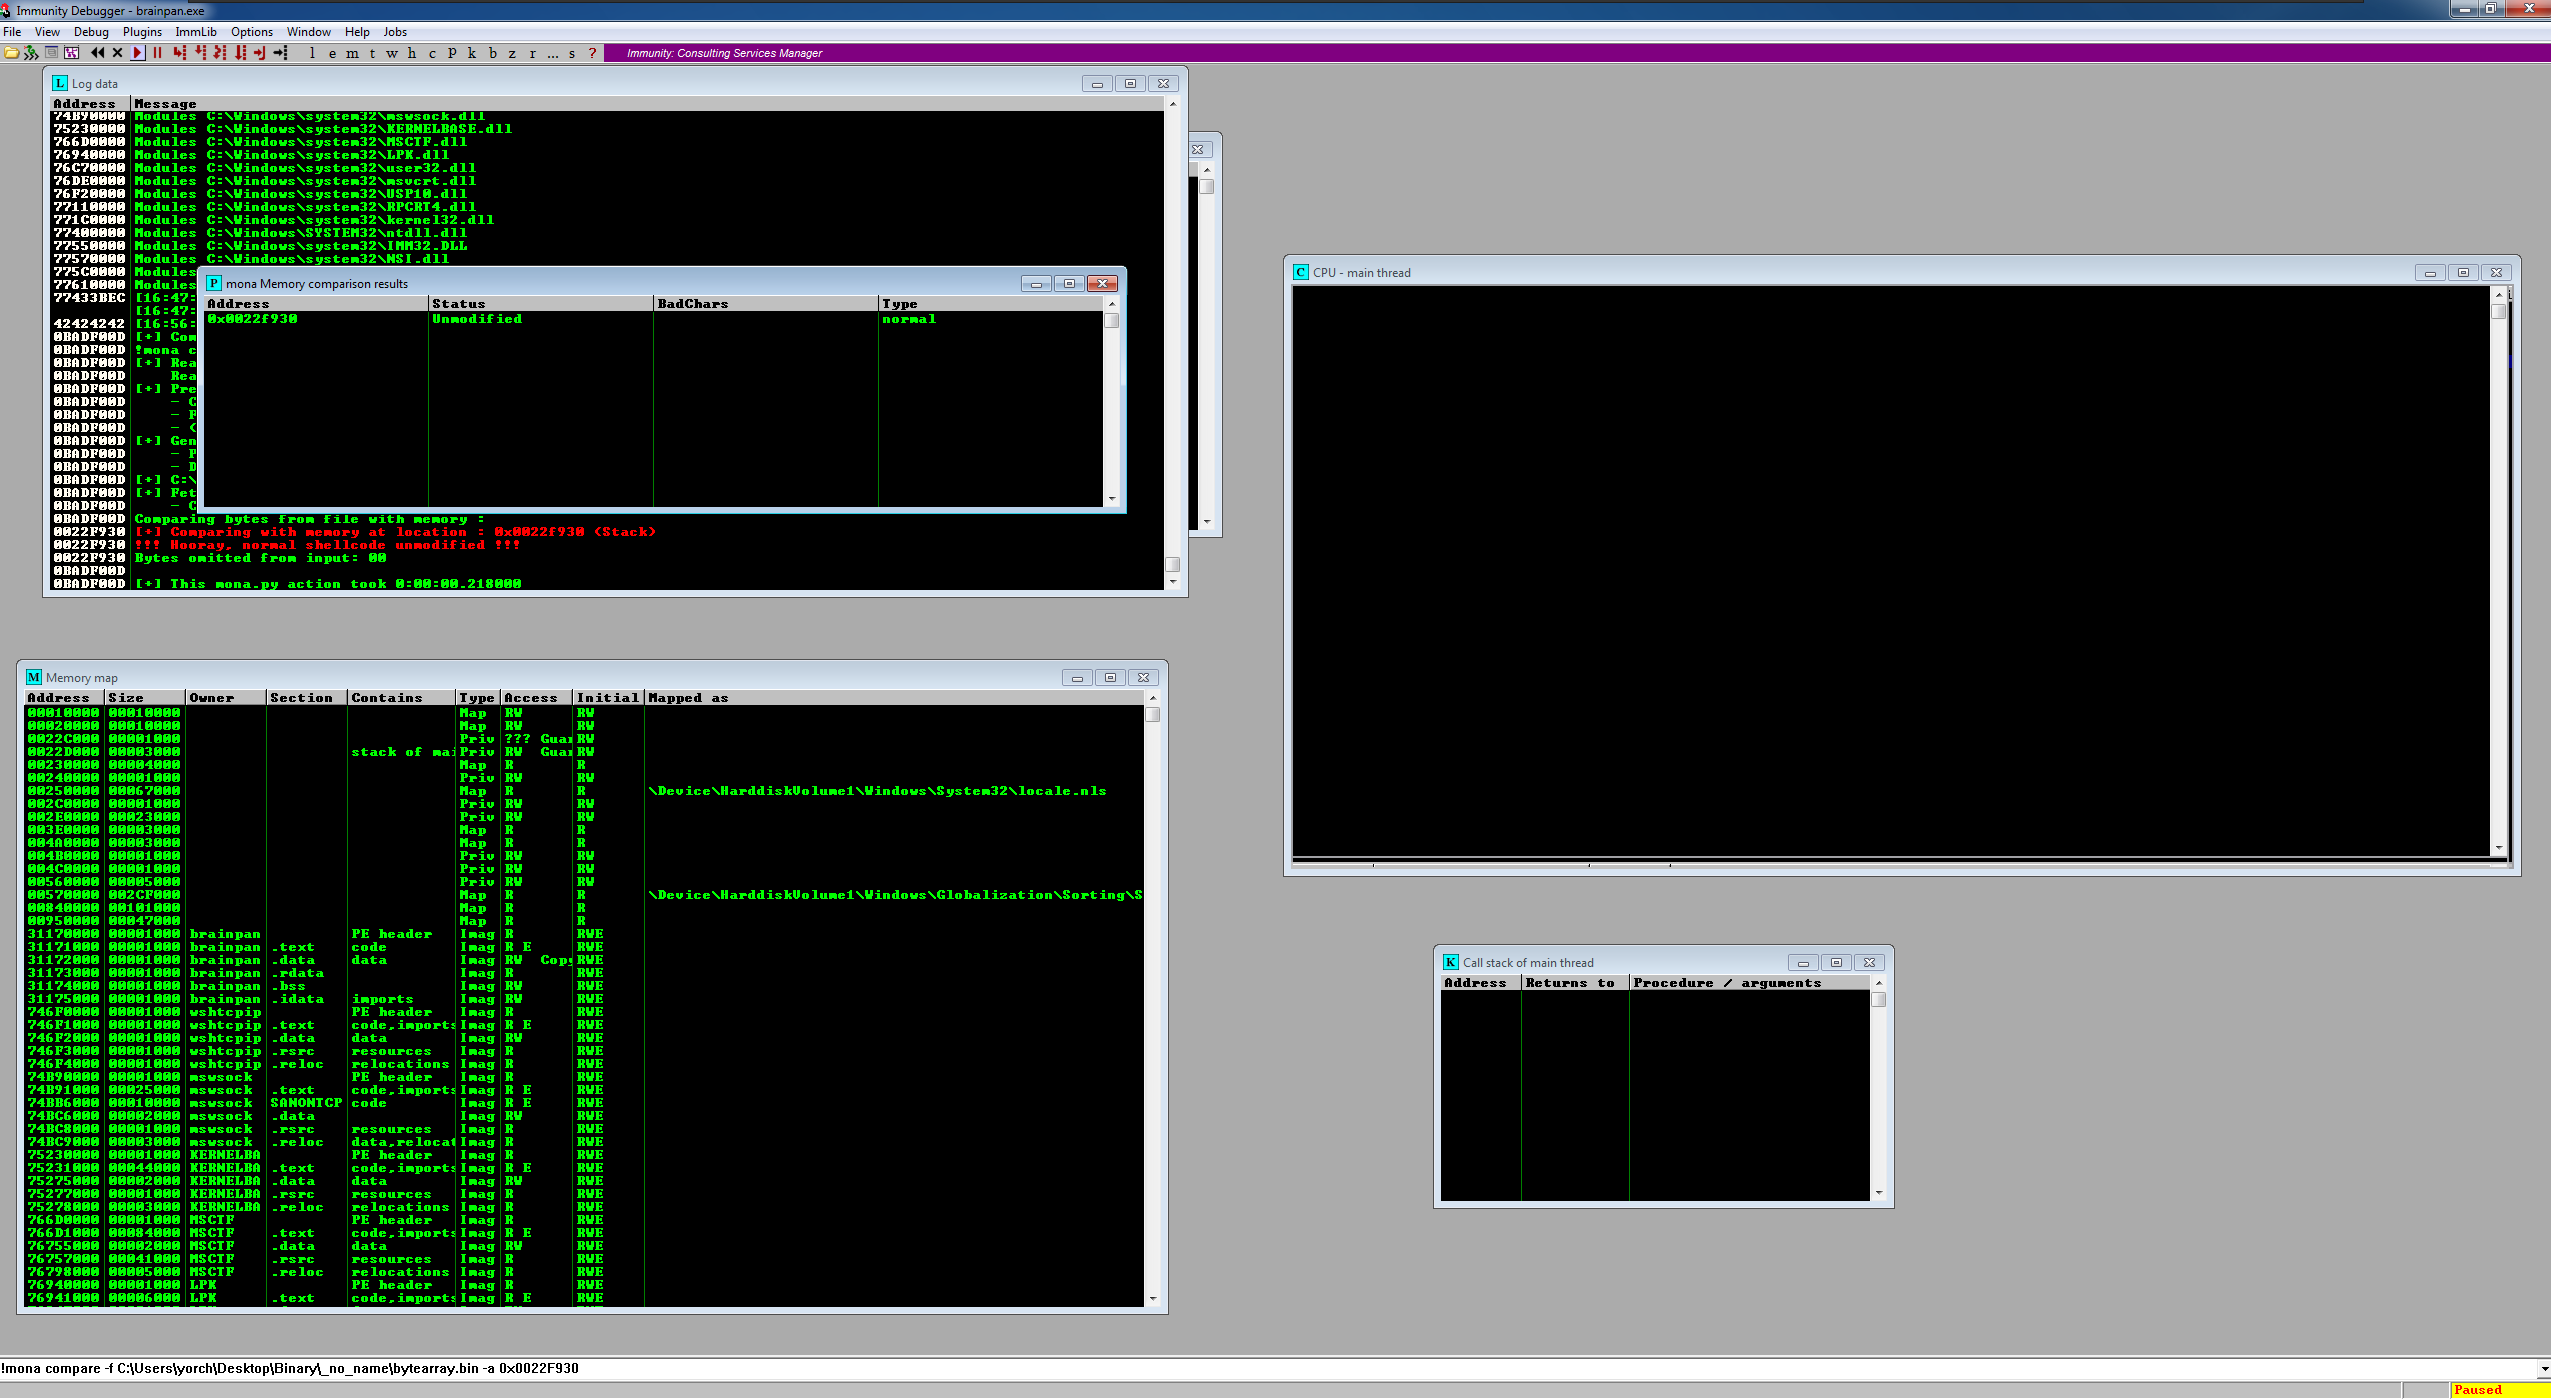 Immunity Debugger - brainpan.exe
File View Debug Plugins ImmLib Options Window Help Jobs
l e m t w h c p k b z r ... s ? Immunity: Consulting Services Manager
Log data
Address Message
74B90000 Modules C:\Windows\system32\mswsock.dll
75230000 Modules C:\Windows\system32\KERNELBASE.dll
766D0000 Modules C:\Windows\system32\MSCTF.dll
76940000 Modules C:\Windows\system32\LPK.dll
76C70000 Modules C:\Windows\system32\user32.dll
76DE0000 Modules C:\Windows\system32\msvcrt.dll
76F20000 Modules C:\Windows\system32\USP10.dll
77110000 Modules C:\Windows\system32\RPCRT4.dll
771C0000 Modules C:\Windows\system32\kernel32.dll
77400000 Modules C:\Windows\SYSTEM32\ntdll.dll
77550000 Modules C:\Windows\system32\IMM32.DLL
77570000 Modules C:\Windows\system32\NSI.dll
775C0000 Modules
77610000 Modules
77433BEC [16:47:
[16:47:
42424242 [16:56:
0BADF00D [+] Com
0BADF00D !mona c
0BADF00D [+] Rea
0BADF00D Rea
0BADF00D [+] Pre
0BADF00D - C
0BADF00D - F
0BADF00D - (
0BADF00D [+] Gen
0BADF00D - P
0BADF00D - D
0BADF00D [+] C:\
0BADF00D [+] Fet
0BADF00D - C
0BADF00D Comparing bytes from file with memory :
0022F930 [+] Comparing with memory at location : 0x0022f930 (Stack)
0022F930 !!! Hooray, normal shellcode unmodified !!!
0022F930 Bytes omitted from input: 00
0BADF00D
0BADF00D [+] This mona.py action took 0:00:00.218000
mona Memory comparison results
Address Status BadChars Type
0x0022f930 Unmodified normal
CPU - main thread
Memory map
Address Size Owner Section Contains Type Access Initial Mapped as
00010000 00010000 Map RW RW
00020000 00010000 Map RW RW
0022C000 00001000 Priv ??? Guar RW
0022D000 00003000 stack of mai Priv RW Guar RW
00230000 00004000 Map R R
00240000 00001000 Priv RW RW
00250000 00067000 Map R R \Device\HarddiskVolume1\Windows\System32\locale.nls
002C0000 00001000 Priv RW RW
002E0000 00023000 Priv RW RW
003E0000 00003000 Map R R
004A0000 00003000 Map R R
004B0000 00001000 Priv RW RW
004C0000 00001000 Priv RW RW
00560000 00005000 Priv RW RW
00570000 002CF000 Map R R \Device\HarddiskVolume1\Windows\Globalization\Sorting\S
00840000 00101000 Map R R
00950000 00047000 Map R R
31170000 00001000 brainpan PE header Imag R RWE
31171000 00001000 brainpan .text code Imag R E RWE
31172000 00001000 brainpan .data data Imag RW Copy RWE
31173000 00001000 brainpan .rdata Imag R RWE
31174000 00001000 brainpan .bss Imag RW RWE
31175000 00001000 brainpan .idata imports Imag RW RWE
746F0000 00001000 wshtcpip PE header Imag R RWE
746F1000 00001000 wshtcpip .text code,imports Imag R E RWE
746F2000 00001000 wshtcpip .data data Imag RW RWE
746F3000 00001000 wshtcpip .rsrc resources Imag R RWE
746F4000 00001000 wshtcpip .reloc relocations Imag R RWE
74B90000 00001000 mswsock PE header Imag R RWE
74B91000 00025000 mswsock .text code,imports Imag R E RWE
74BB6000 00010000 mswsock SANONTCP code Imag R E RWE
74BC6000 00002000 mswsock .data Imag RW RWE
74BC8000 00001000 mswsock .rsrc resources Imag R RWE
74BC9000 00003000 mswsock .reloc data,relocat Imag R RWE
75230000 00001000 KERNELBA PE header Imag R RWE
75231000 00044000 KERNELBA .text code,imports Imag R E RWE
75275000 00002000 KERNELBA .data data Imag RW RWE
75277000 00001000 KERNELBA .rsrc resources Imag R RWE
75278000 00003000 KERNELBA .reloc relocations Imag R RWE
766D0000 00001000 MSCTF PE header Imag R RWE
766D1000 00084000 MSCTF .text code,imports Imag R E RWE
76755000 00002000 MSCTF .data data Imag RW RWE
76757000 00041000 MSCTF .rsrc resources Imag R RWE
76798000 00005000 MSCTF .reloc relocations Imag R RWE
76940000 00001000 LPK PE header Imag R RWE
76941000 00006000 LPK .text code,imports Imag R E RWE
Call stack of main thread
Address Returns to Procedure / arguments
!mona compare -f C:\Users\yorch\Desktop\Binary\_no_name\bytearray.bin -a 0x0022F930
Paused